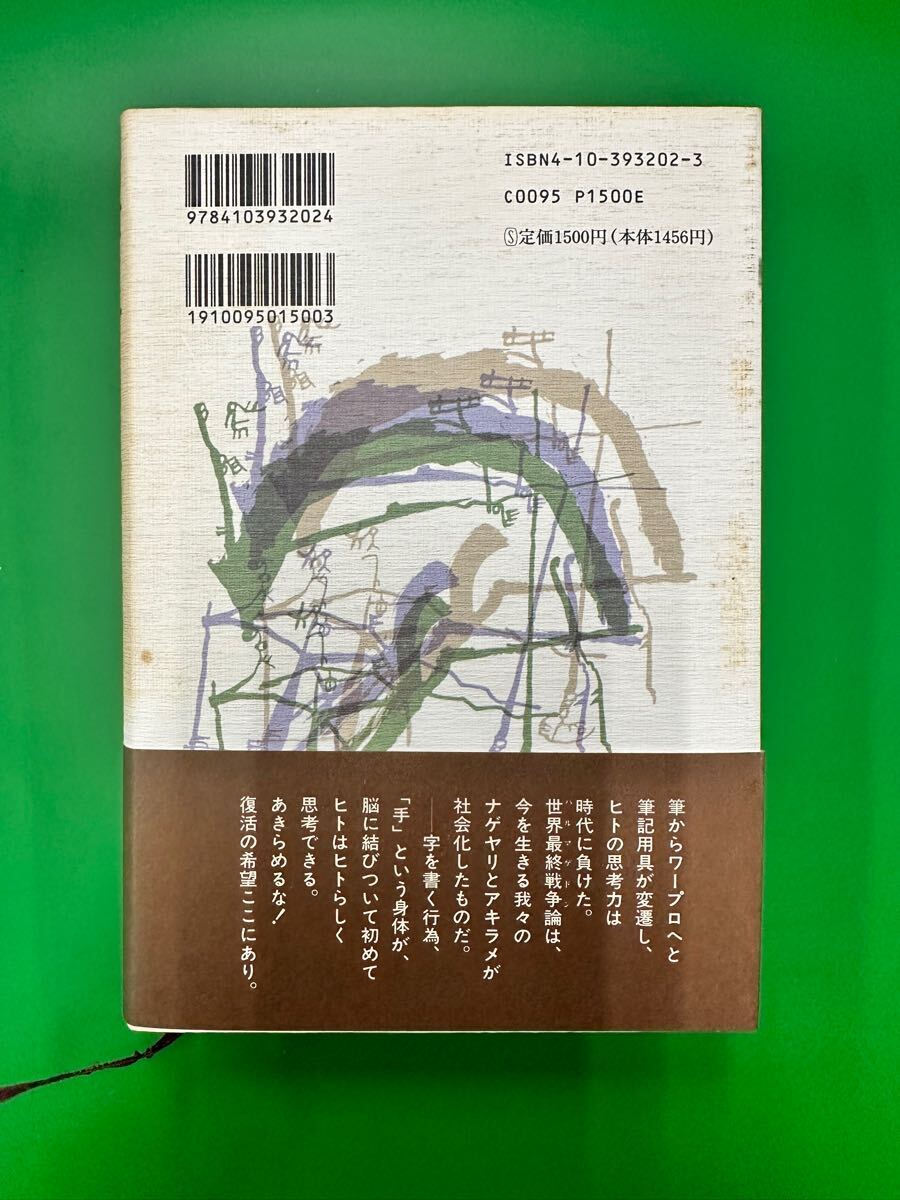 9784103932024
1910095015003
ISBN4-10-393202-3
C0095 P1500E
Ⓢ定価1500円(本体1456円)
筆からワープロへと
筆記用具が変遷し、
ヒトの思考力は
時代に負けた。
ハルマゲドン
世界最終戦争論は、
今を生きる我々の
ナゲヤリとアキラメが
社会化したものだ。
──字を書く行為、
「手」という身体が、
脳に結びついて初めて
ヒトはヒトらしく
思考できる。
あきらめるな!
復活の希望ここにあり。